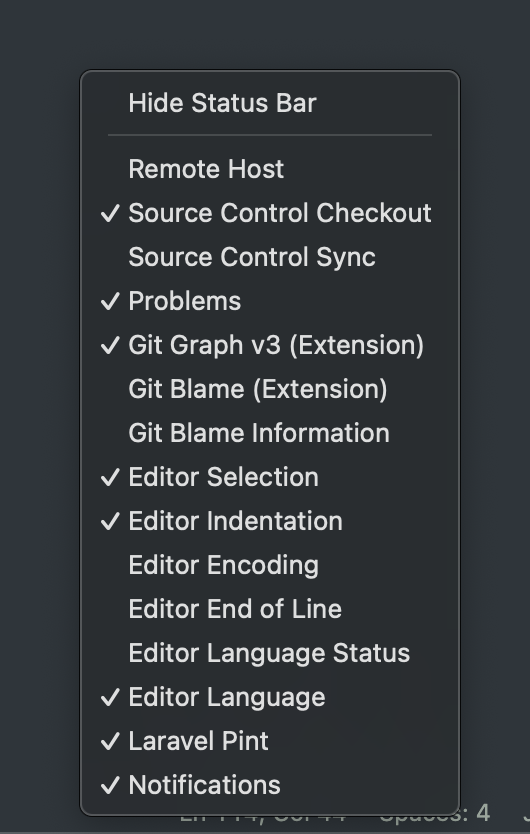 Hide Status Bar
Remote Host
✓ Source Control Checkout
Source Control Sync
✓ Problems
✓ Git Graph v3 (Extension)
Git Blame (Extension)
Git Blame Information
✓ Editor Selection
✓ Editor Indentation
Editor Encoding
Editor End of Line
Editor Language Status
✓ Editor Language
✓ Laravel Pint
✓ Notifications
Spaces: 4